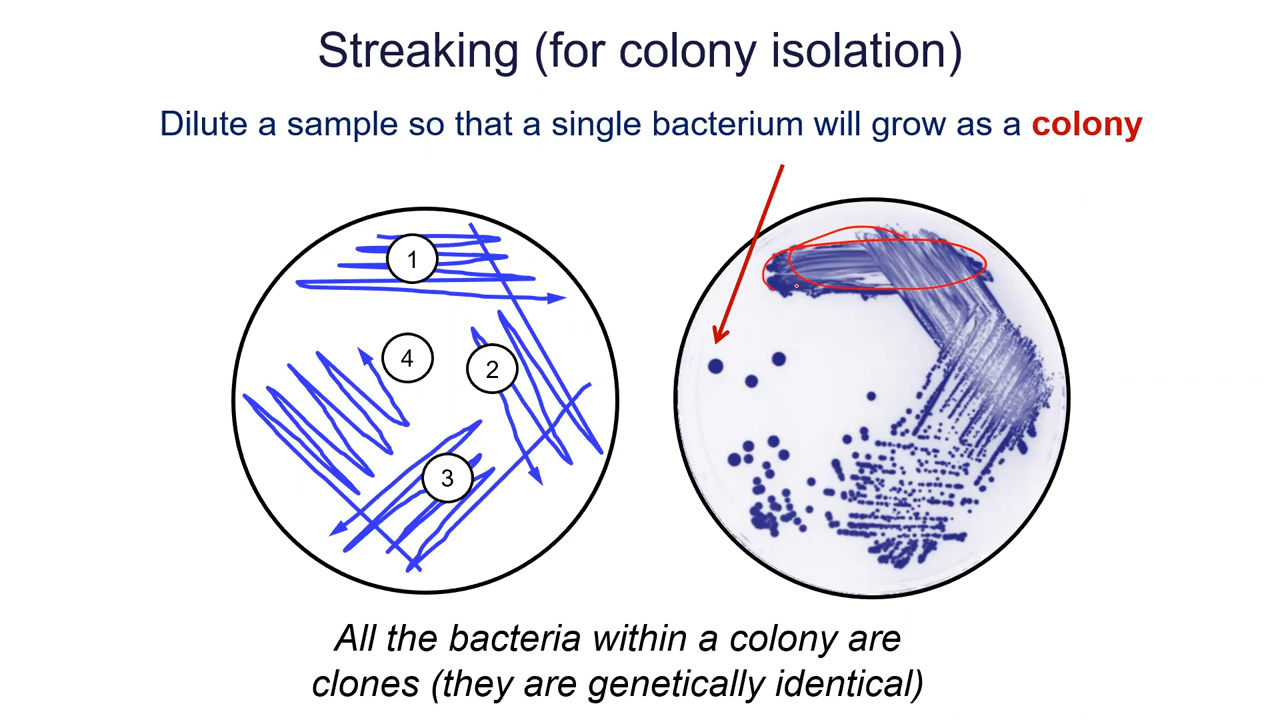 Streaking (for colony isolation)
Dilute a sample so that a single bacterium will grow as a colony
1
2
4
3
All the bacteria within a colony are
clones (they are genetically identical)